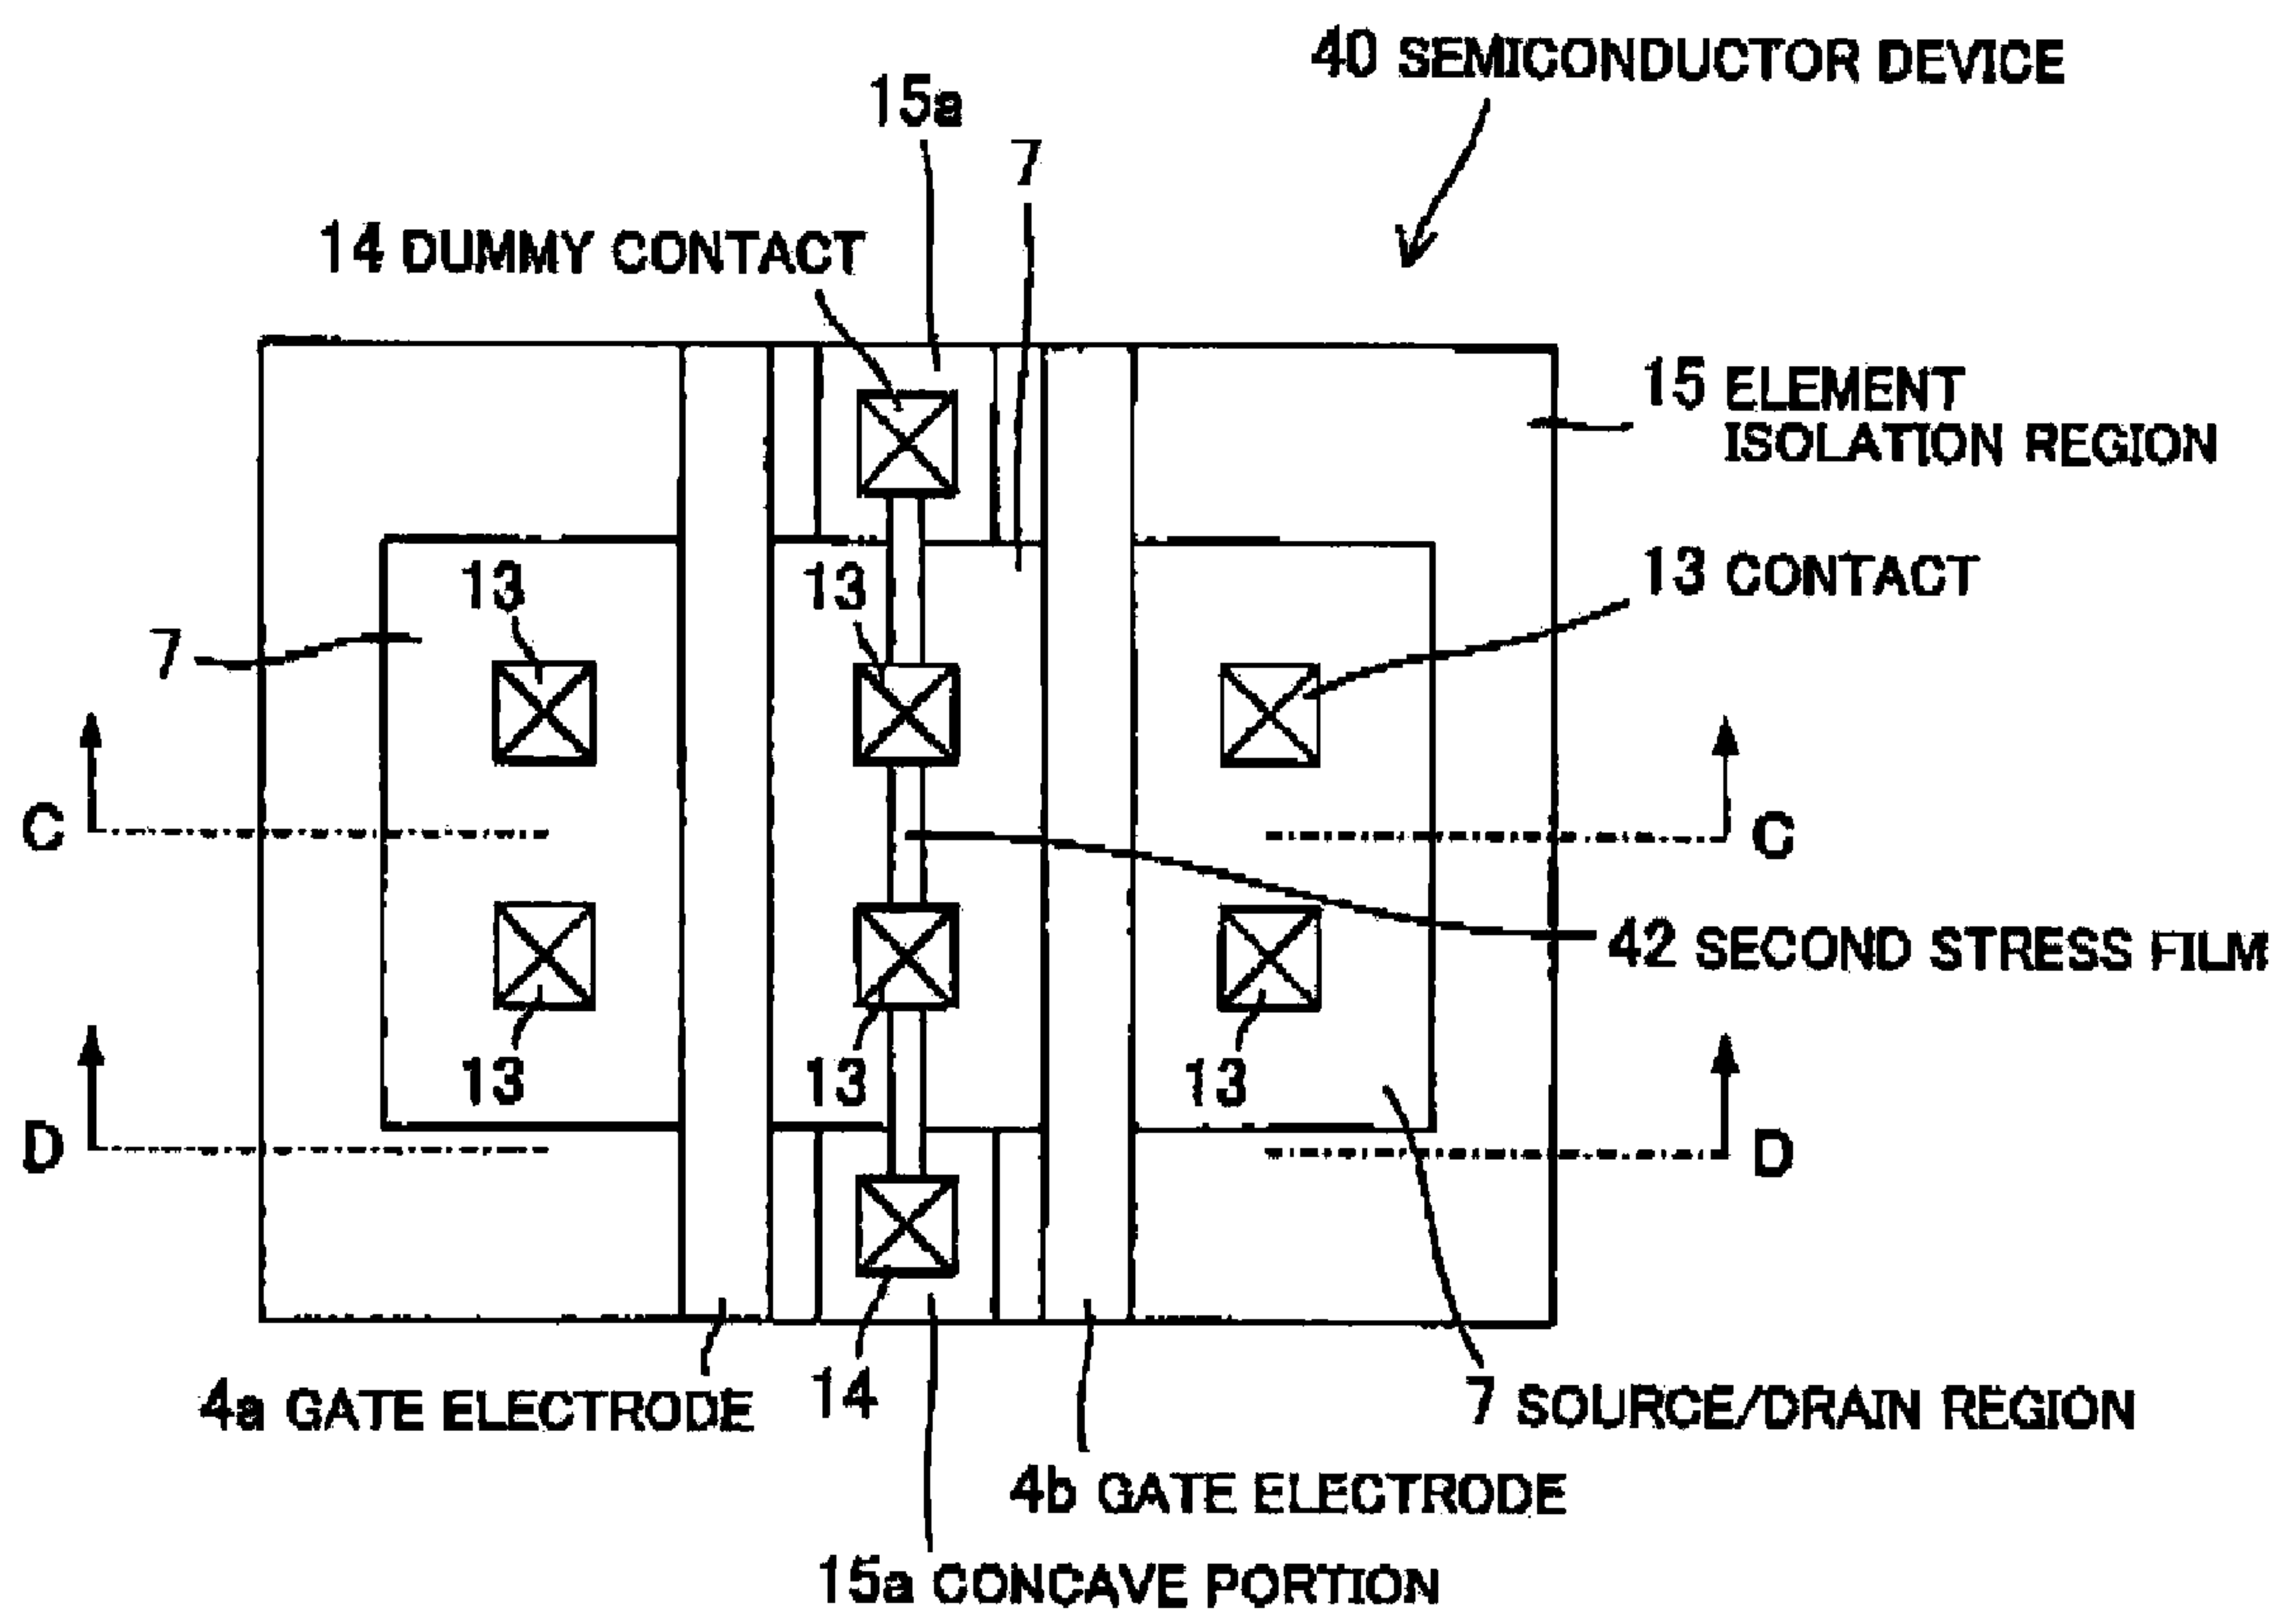 40 SEMICONDUCTOR DEVICE
15a
7
14 DUMMY CONTACT
15 ELEMENT
ISOLATION REGION
13 CONTACT
13
13
7
C
C
42 SECOND STRESS FILM
13
13
13
D
D
4a GATE ELECTRODE
14
7 SOURCE/DRAIN REGION
4b GATE ELECTRODE
15a CONCAVE PORTION